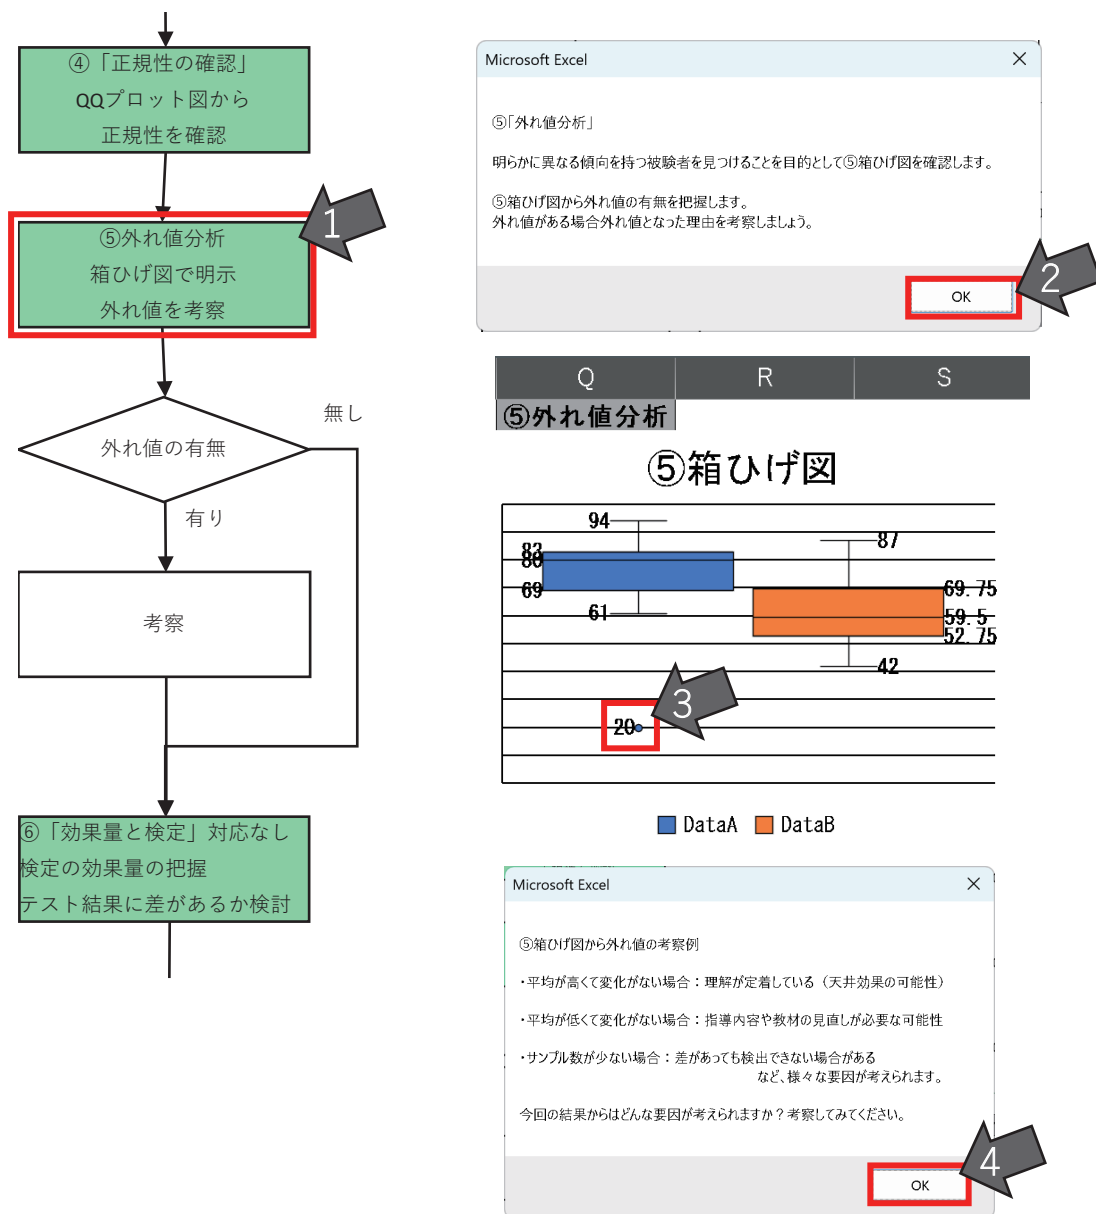 ④「正規性の確認」
QQプロット図から
正規性を確認
1
⑤外れ値分析
箱ひげ図で明示
外れ値を考察
外れ値の有無
無し
有り
考察
⑥「効果量と検定」対応なし
検定の効果量の把握
テスト結果に差があるか検討
Microsoft Excel
⑤「外れ値分析」
明らかに異なる傾向を持つ被験者を見つけることを目的として⑤箱ひげ図を確認します。
⑤箱ひげ図から外れ値の有無を把握します。
外れ値がある場合外れ値となった理由を考察しましょう。
OK
2
Q R S
⑤外れ値分析
⑤箱ひげ図
94
83
80
69
61
20
3
87
69.75
59.5
52.75
42
DataA DataB
Microsoft Excel
⑤箱ひげ図から外れ値の考察例
・平均が高くて変化がない場合：理解が定着している（天井効果の可能性）
・平均が低くて変化がない場合：指導内容や教材の見直しが必要な可能性
・サンプル数が少ない場合：差があっても検出できない場合がある
など、様々な要因が考えられます。
今回の結果からはどんな要因が考えられますか？考察してみてください。
OK
4